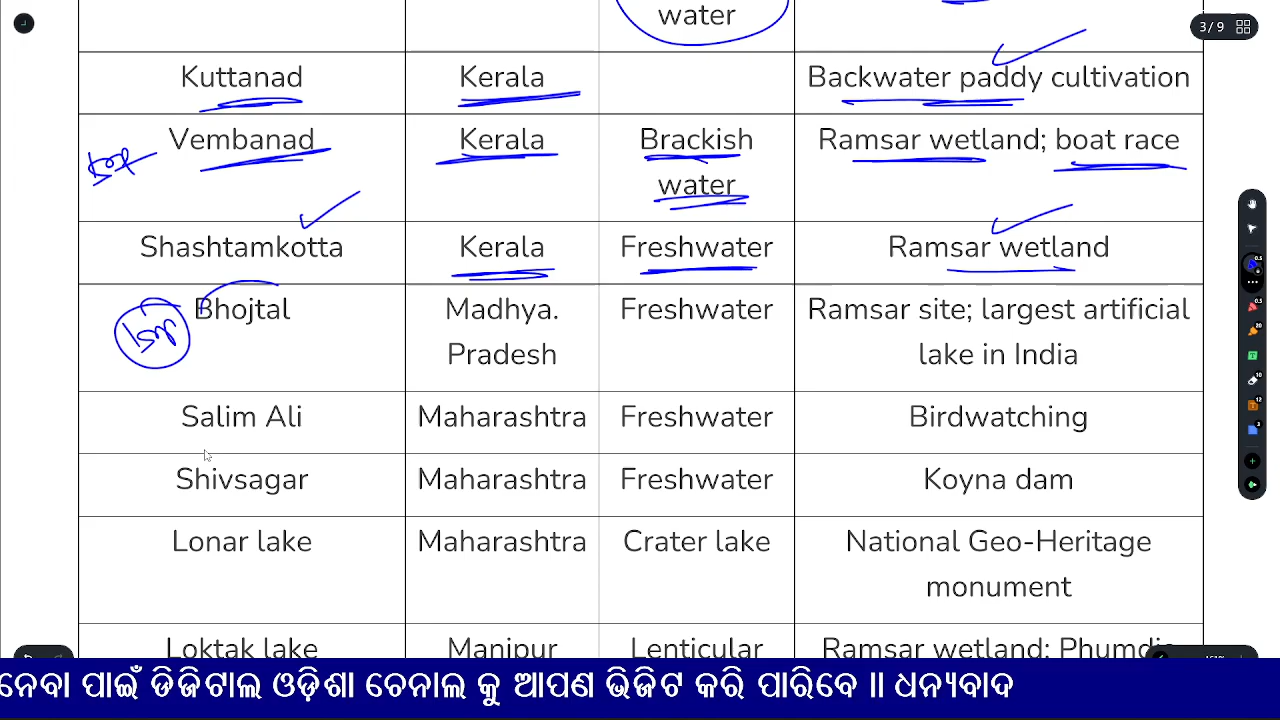 water
3/9
Kuttanad Kerala Backwater paddy cultivation
Vembanad Kerala Brackish Ramsar wetland; boat race
water
Shashtamkotta Kerala Freshwater Ramsar wetland
Bhojtal Madhya. Freshwater Ramsar site; largest artificial
Pradesh lake in India
Salim Ali Maharashtra Freshwater Birdwatching
Shivsagar Maharashtra Freshwater Koyna dam
Lonar lake Maharashtra Crater lake National Geo-Heritage
monument
Loktak lake Manipur Lenticular Ramsar wetland; Phumdis
ନେବା ପାଇଁ ଡିଜିଟାଲ ଓଡ଼ିଶା ଚେନାଲ କୁ ଆପଣ ଭିଜିଟ କରି ପାରିବେ ॥ ଧନ୍ୟବାଦ